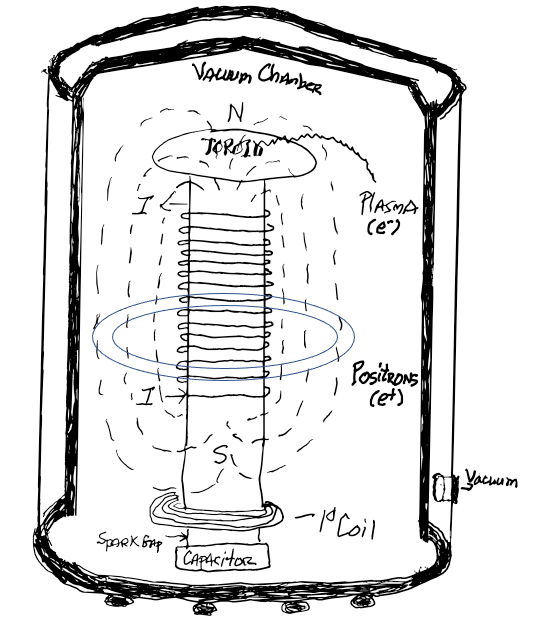 Vacuum Chamber
N
TOROID
I
Plasma
(e-)
Positrons
(e+)
I
S
Vacuum
1° Coil
Spark Gap
Capacitor